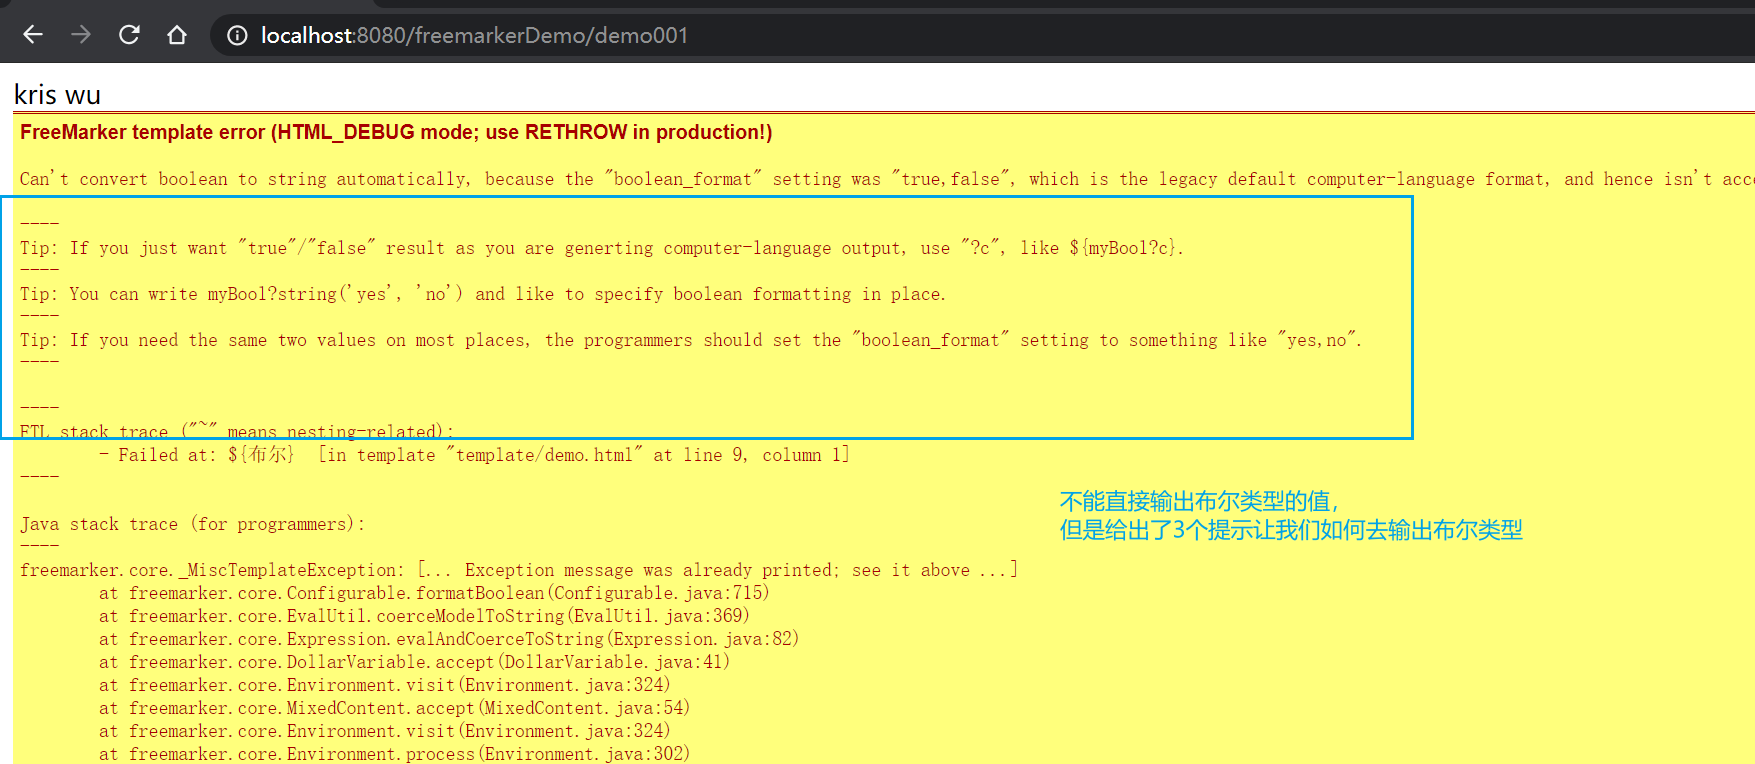 localhost:8080/freemarkerDemo/demo001
kris wu
FreeMarker template error (HTML_DEBUG mode; use RETHROW in production!)
Can't convert boolean to string automatically, because the "boolean_format" setting was "true,false", which is the legacy default computer-language format, and hence isn't acc
----
Tip: If you just want "true"/"false" result as you are generting computer-language output, use "?c", like ${myBool?c}.
----
Tip: You can write myBool?string('yes', 'no') and like to specify boolean formatting in place.
----
Tip: If you need the same two values on most places, the programmers should set the "boolean_format" setting to something like "yes,no".
----
----
FTL stack trace ("~" means nesting-related):
- Failed at: ${布尔} [in template "template/demo.html" at line 9, column 1]
----
不能直接输出布尔类型的值，
但是给出了3个提示让我们如何去输出布尔类型
Java stack trace (for programmers):
----
freemarker.core._MiscTemplateException: [... Exception message was already printed; see it above ...]
at freemarker.core.Configurable.formatBoolean(Configurable.java:715)
at freemarker.core.EvalUtil.coerceModelToString(EvalUtil.java:369)
at freemarker.core.Expression.evalAndCoerceToString(Expression.java:82)
at freemarker.core.DollarVariable.accept(DollarVariable.java:41)
at freemarker.core.Environment.visit(Environment.java:324)
at freemarker.core.MixedContent.accept(MixedContent.java:54)
at freemarker.core.Environment.visit(Environment.java:324)
at freemarker.core.Environment.process(Environment.java:302)